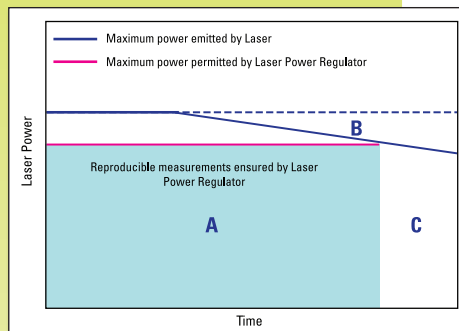 Maximum power emitted by Laser
Maximum power permitted by Laser Power Regulator
B
Laser Power
Reproducible measurements ensured by Laser
Power Regulator
A
C
Time